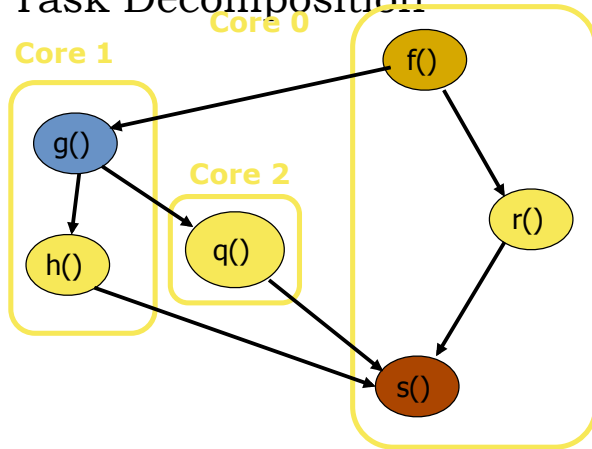 Task Decomposition
Core 0
Core 1
f()
g()
Core 2
r()
q()
h()
s()